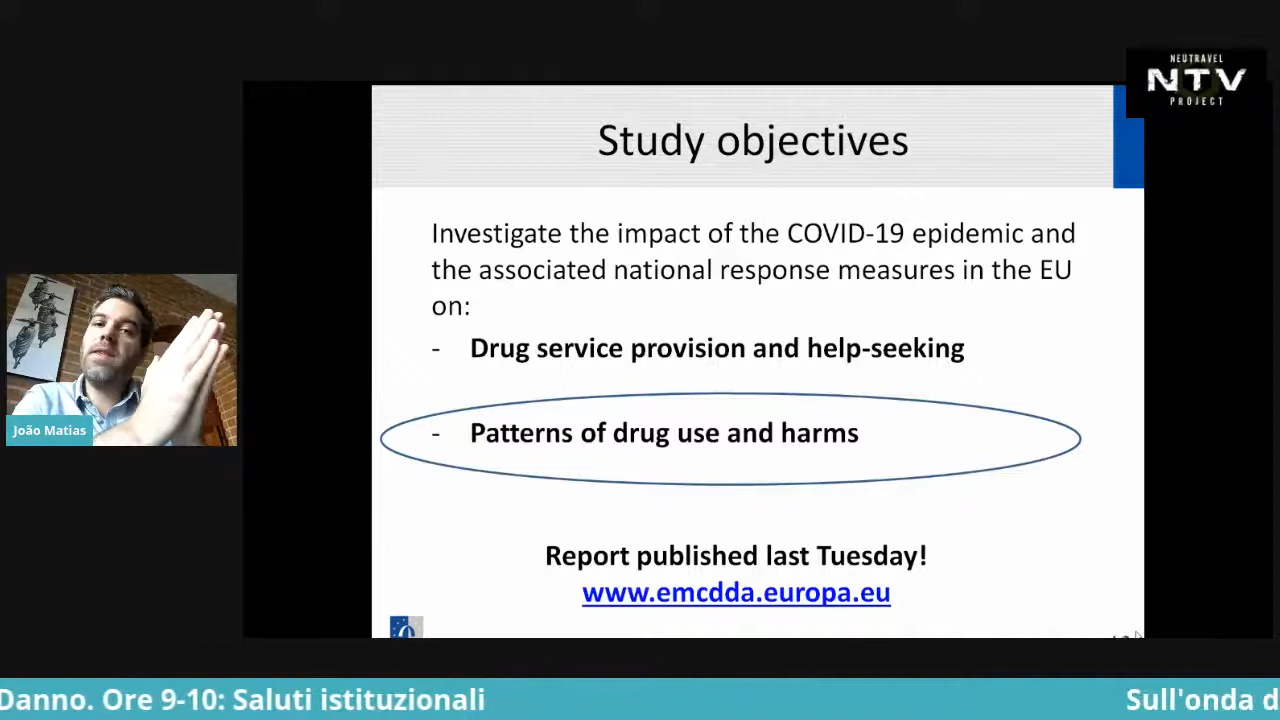 NEUTRAVEL
NTV
PROJECT
Study objectives
Investigate the impact of the COVID-19 epidemic and
the associated national response measures in the EU
on:
- Drug service provision and help-seeking
- Patterns of drug use and harms
Report published last Tuesday!
www.emcdda.europa.eu
João Matias
Danno. Ore 9-10: Saluti istituzionali
Sull'onda d